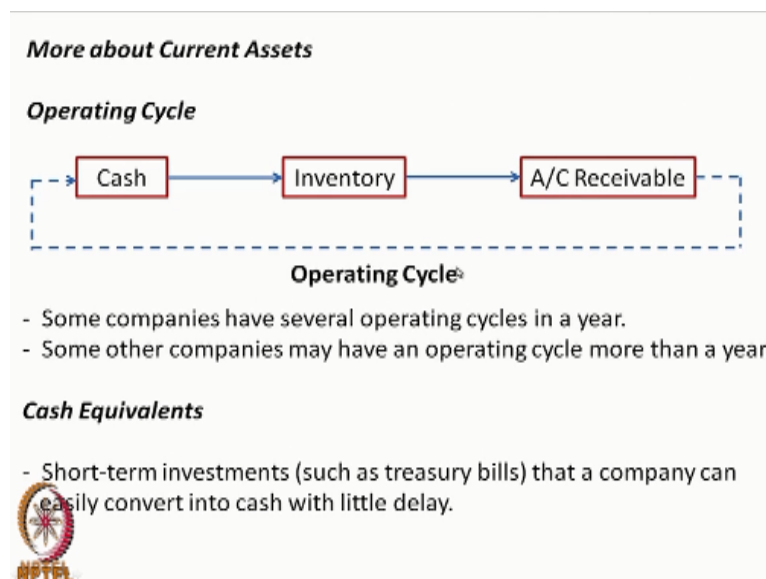 More about Current Assets
Operating Cycle
Cash
Inventory
A/C Receivable
Operating Cycle
- Some companies have several operating cycles in a year.
- Some other companies may have an operating cycle more than a year
Cash Equivalents
- Short-term investments (such as treasury bills) that a company can
easily convert into cash with little delay.
NPTEL